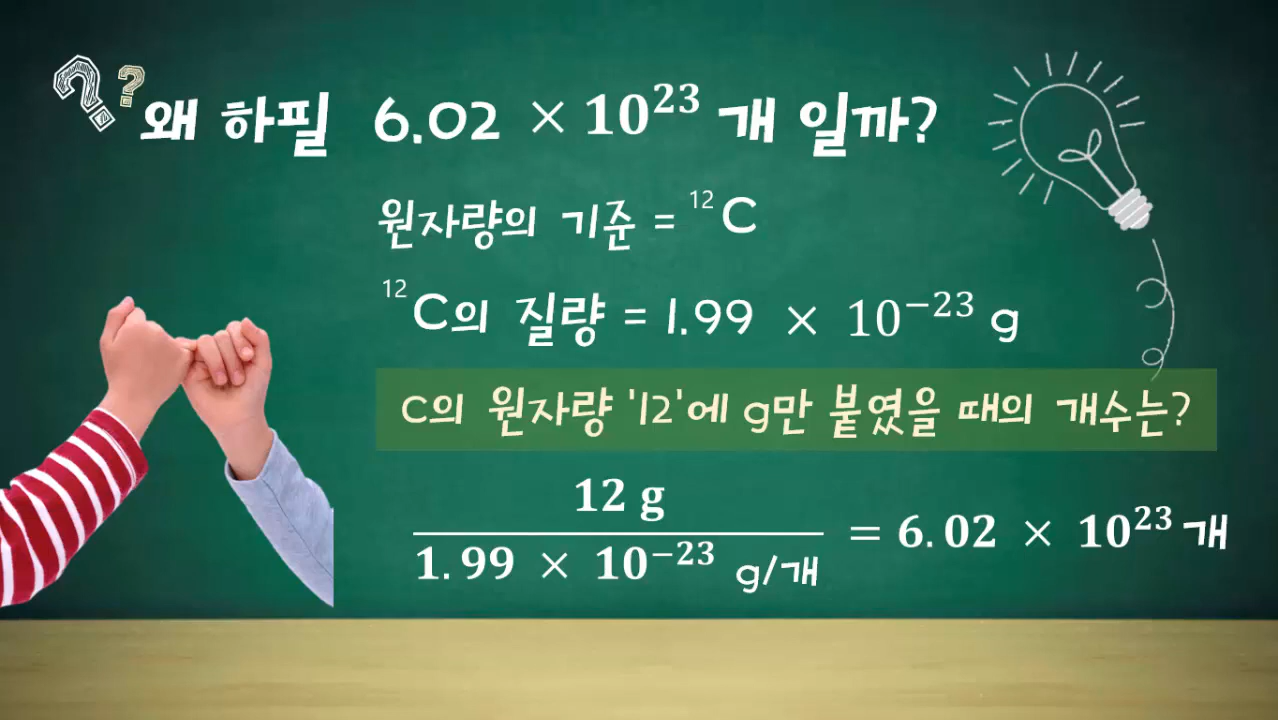 ?? 왜 하필 6.02 × 10²³ 개 일까?
원자량의 기준 = ¹²C
¹²C의 질량 = 1.99 × 10⁻²³ g
C의 원자량 '12'에 g만 붙였을 때의 개수는?
12 g
= 6.02 × 10²³ 개
1.99 × 10⁻²³ g/개